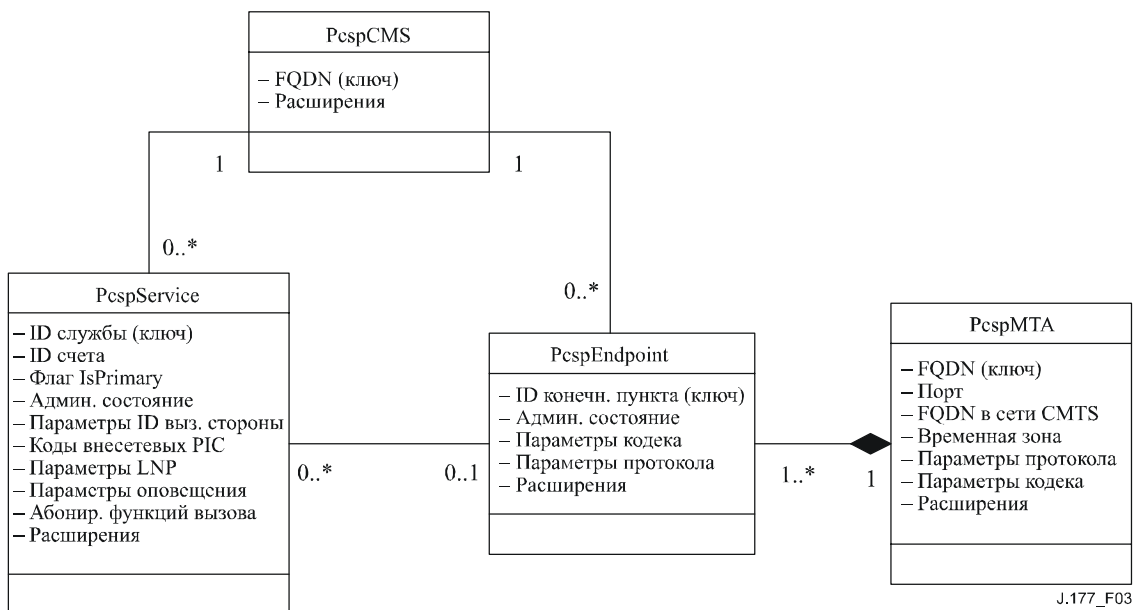 PcspCMS
– FQDN (ключ)
– Расширения
1
1
0..*
0..*
PcspService
– ID службы (ключ)
– ID счета
– Флаг IsPrimary
– Админ. состояние
– Параметры ID выз. стороны
– Коды внесетевых PIC
– Параметры LNP
– Параметры оповещения
– Абонир. функций вызова
– Расширения
PcspEndpoint
– ID конечн. пункта (ключ)
– Админ. состояние
– Параметры кодека
– Параметры протокола
– Расширения
PcspMTA
– FQDN (ключ)
– Порт
– FQDN в сети CMTS
– Временная зона
– Параметры протокола
– Параметры кодека
– Расширения
0..*
0..1
1..*
1
J.177_F03